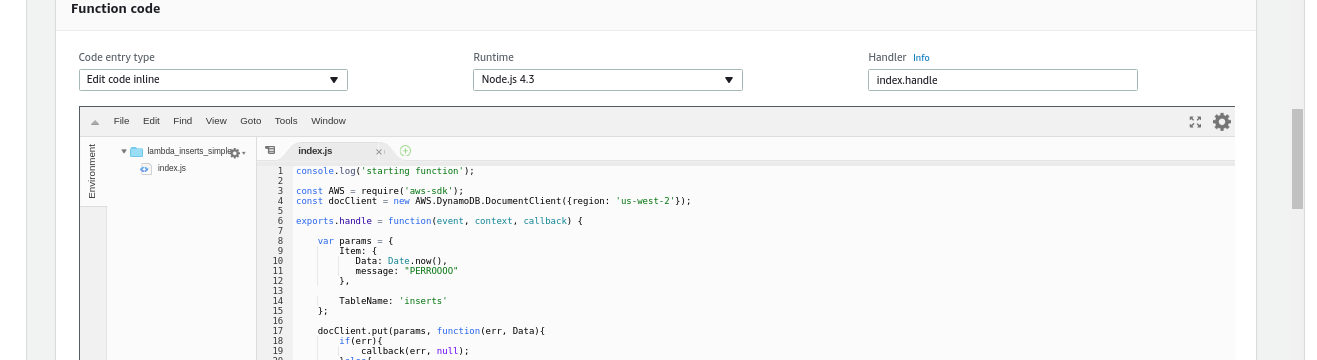 Function code
Code entry type
Runtime
Handler Info
Edit code inline
Node.js 4.3
index.handle
File Edit Find View Goto Tools Window
Environment
lambda_inserts_simple
index.js
index.js
1 console.log('starting function');
2
3 const AWS = require('aws-sdk');
4 const docClient = new AWS.DynamoDB.DocumentClient({region: 'us-west-2'});
5
6 exports.handle = function(event, context, callback) {
7
8     var params = {
9         Item: {
10            Data: Date.now(),
11            message: "PERROOOO"
12         },
13
14         TableName: 'inserts'
15     };
16
17     docClient.put(params, function(err, Data){
18         if(err){
19             callback(err, null);
20         }else{